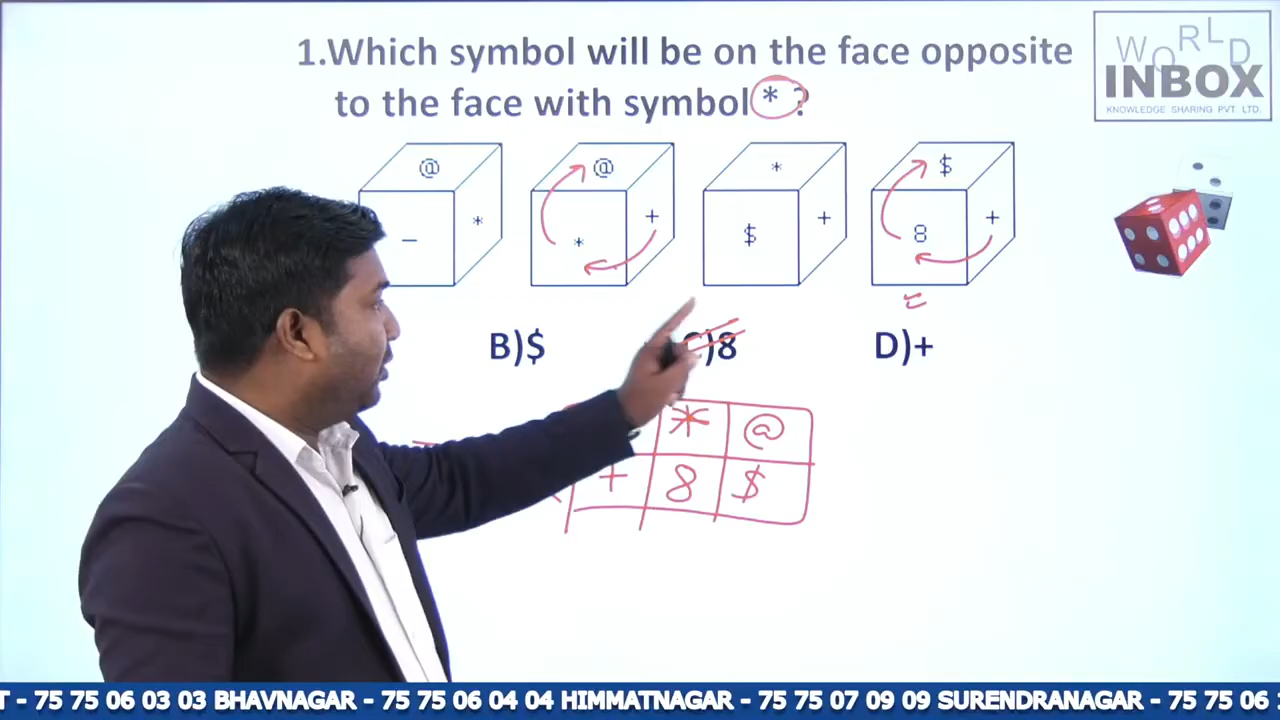 1.Which symbol will be on the face opposite
to the face with symbol * ?
WORLD
INBOX
KNOWLEDGE SHARING PVT. LTD.
@ @ * $
– * * + $ + 8 +
B)$ C)8 D)+
* @
+ 8 $
T - 75 75 06 03 03 BHAVNAGAR - 75 75 06 04 04 HIMMATNAGAR - 75 75 07 09 09 SURENDRANAGAR - 75 75 06